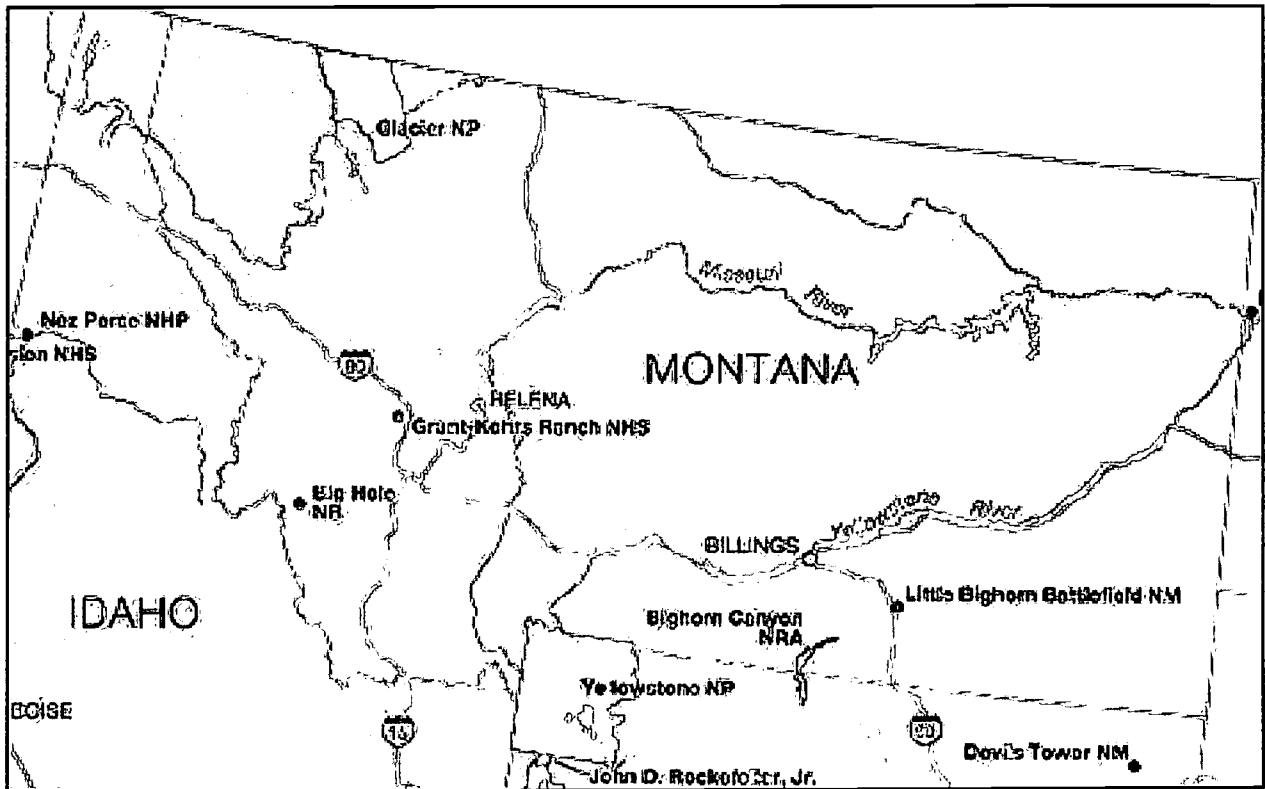 Glacier NP
Missouri
River
Nez Perce NHP
NHS
90
MONTANA
HELENA
Grant-Kohrs Ranch NHS
Big Hole
NB
Yellowstone
River
BILLINGS
Little Bighorn Battlefield NM
IDAHO
Bighorn Canyon
NRA
Yellowstone NP
BOISE
15
90
Devils Tower NM
John D. Rockefeller, Jr.